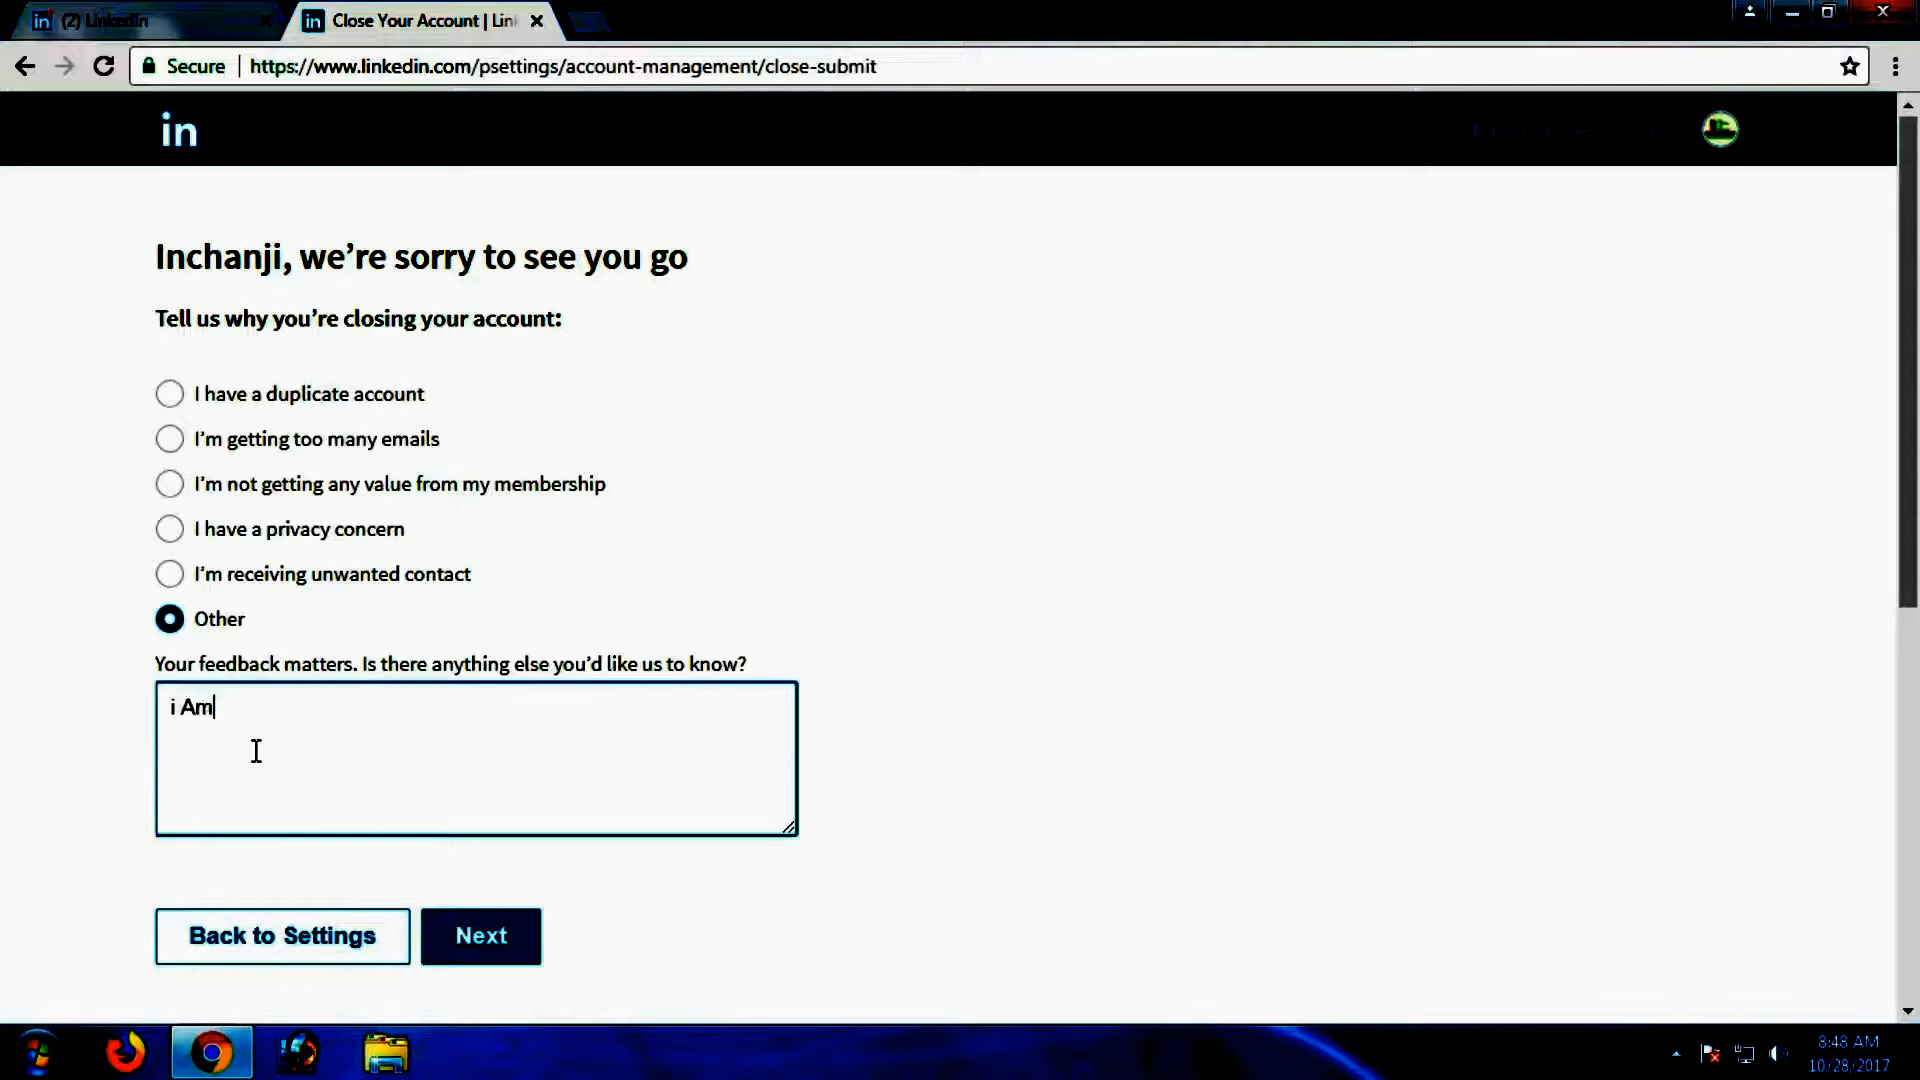 in (2) LinkedIn
in Close Your Account | Lin
Secure | https://www.linkedin.com/psettings/account-management/close-submit
in
Inchanji, we’re sorry to see you go
Tell us why you’re closing your account:
I have a duplicate account
I’m getting too many emails
I’m not getting any value from my membership
I have a privacy concern
I’m receiving unwanted contact
Other
Your feedback matters. Is there anything else you’d like us to know?
i Am
Back to Settings
Next
8:48 AM
10/28/2017